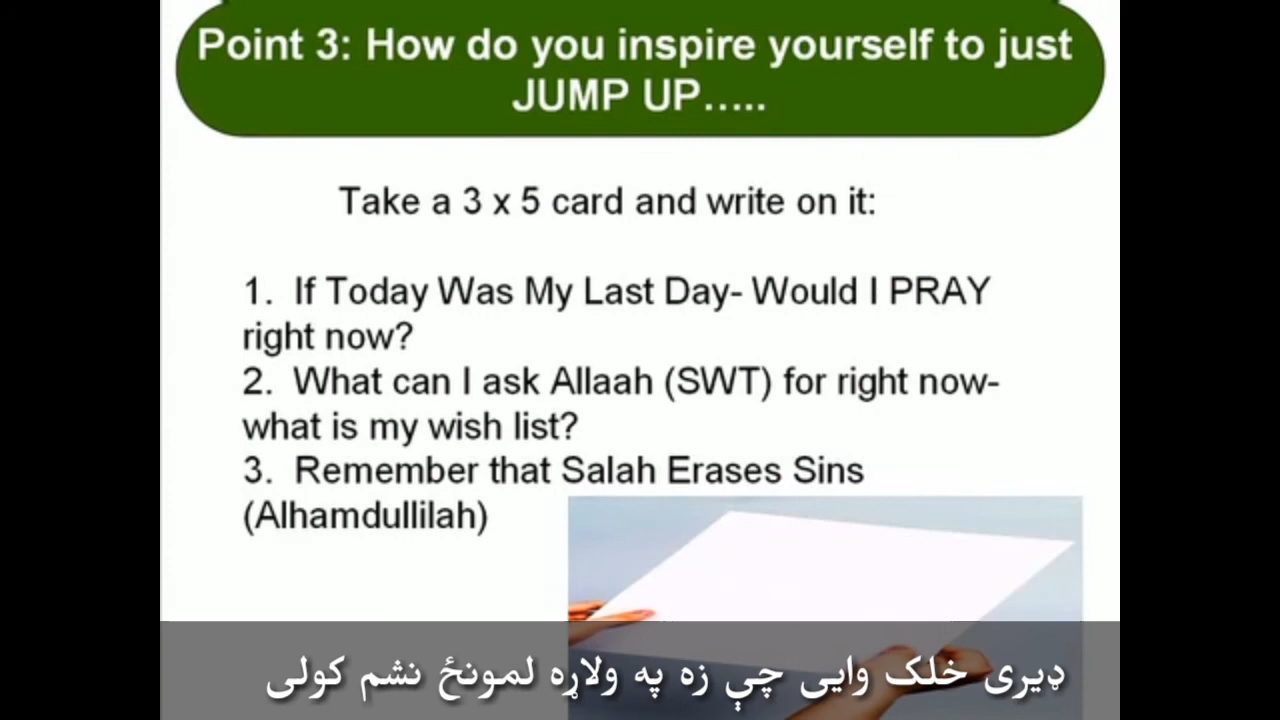 Point 3: How do you inspire yourself to just
JUMP UP…..
Take a 3 x 5 card and write on it:
1. If Today Was My Last Day- Would I PRAY
right now?
2. What can I ask Allaah (SWT) for right now-
what is my wish list?
3. Remember that Salah Erases Sins
(Alhamdullilah)
ډیری خلک وایی چې زه په ولاړه لمونځ نشم کولی